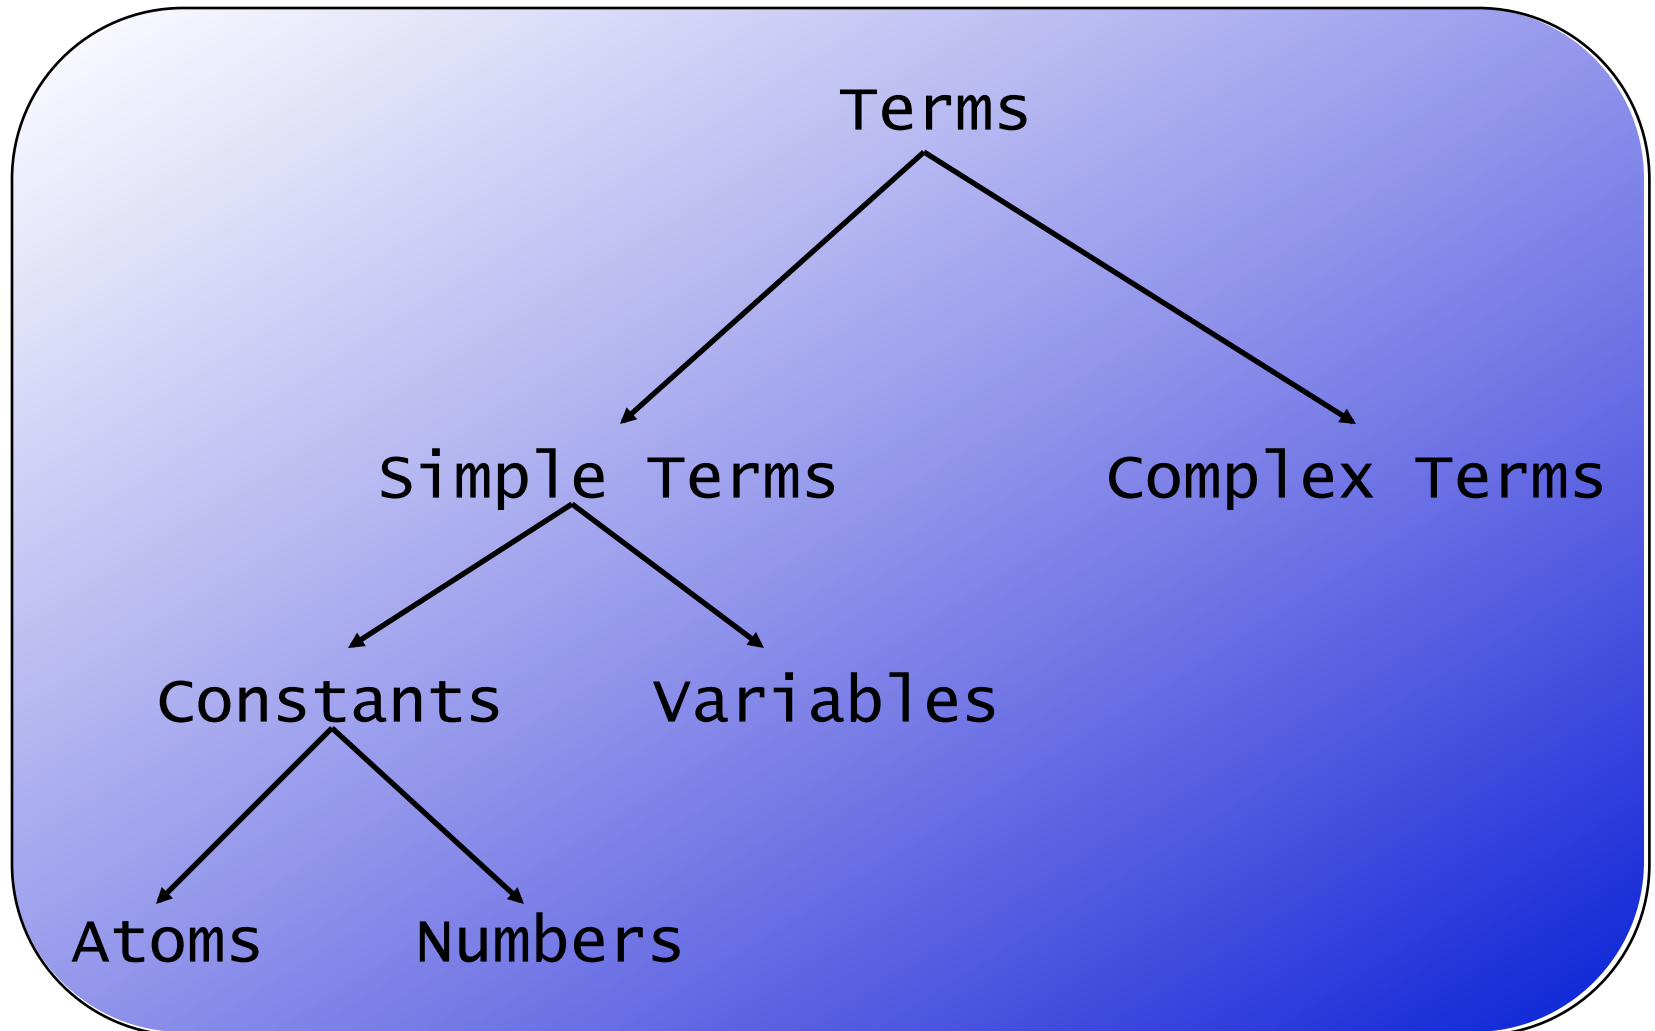 Terms
Simple Terms
Complex Terms
Constants
Variables
Atoms
Numbers